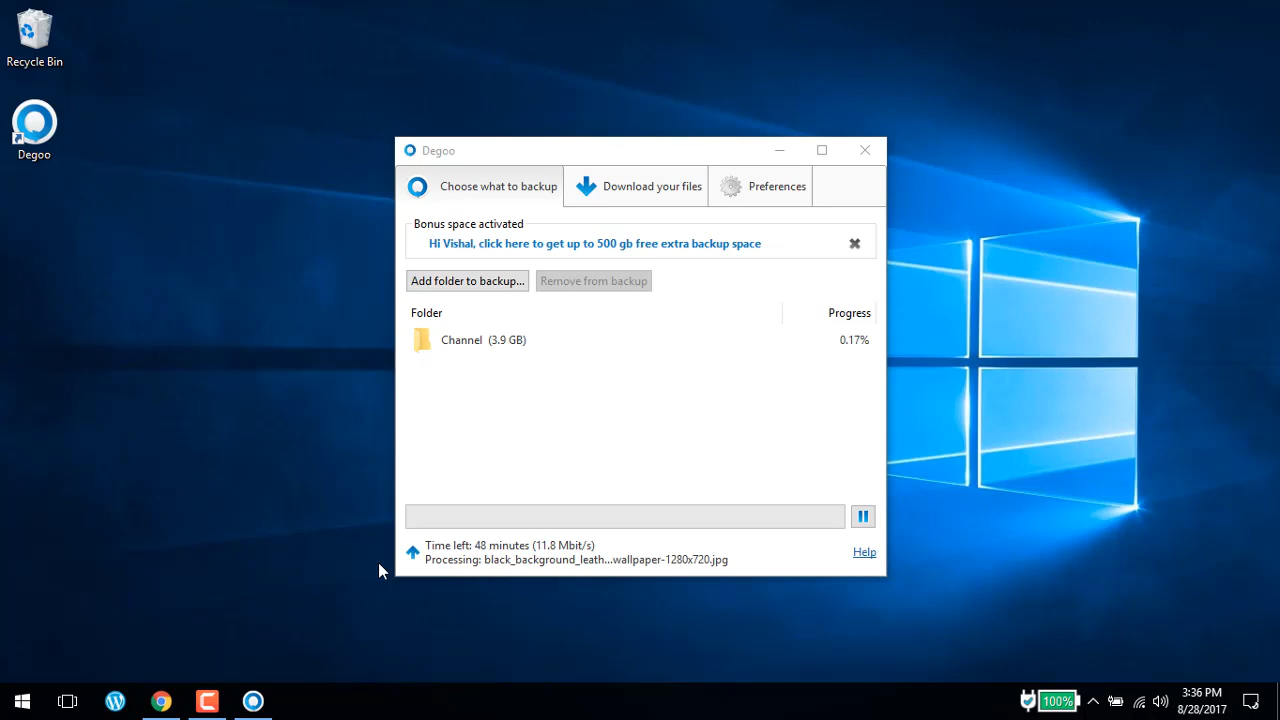 Recycle Bin
Degoo
Degoo
Choose what to backup
Download your files
Preferences
Bonus space activated
Hi Vishal, click here to get up to 500 gb free extra backup space
Add folder to backup...
Remove from backup
Folder
Progress
Channel (3.9 GB)
0.17%
Time left: 48 minutes (11.8 Mbit/s)
Processing: black_background_leath...wallpaper-1280x720.jpg
Help
100%
3:36 PM
8/28/2017